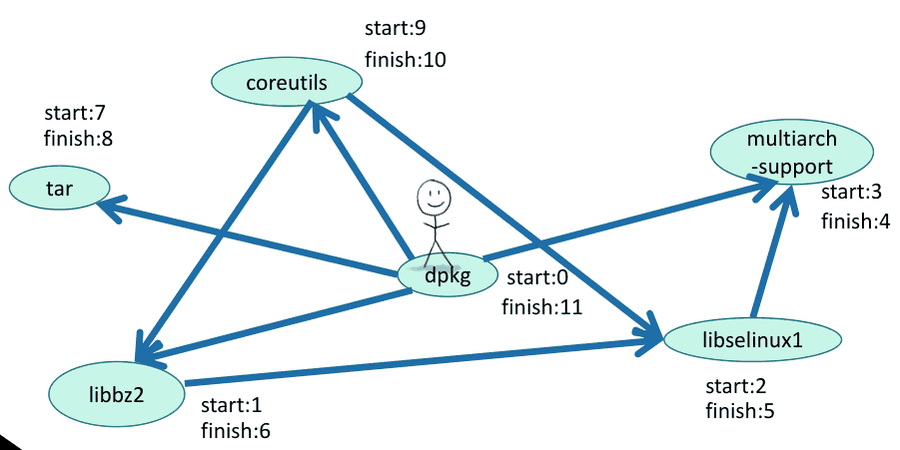 start:9
finish:10
coreutils
start:7
finish:8
multiarch
-support
tar
start:3
finish:4
dpkg
start:0
finish:11
libselinux1
start:2
finish:5
libbz2
start:1
finish:6